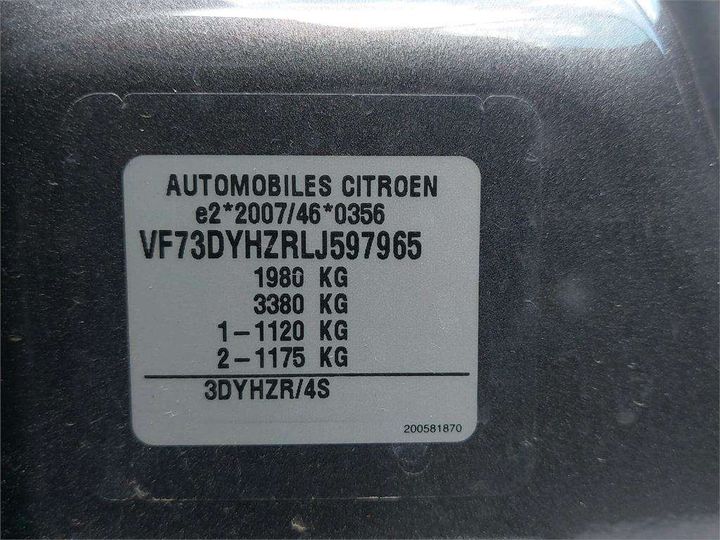 AUTOMOBILES CITROEN
e2*2007/46*0356
VF73DYHZRLJ597965
1980 KG
3380 KG
1-1120 KG
2-1175 KG
3DYHZR/4S
200581870